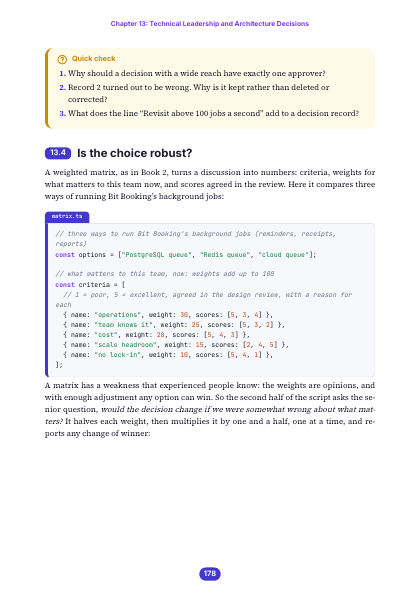 Chapter 13: Technical Leadership and Architecture Decisions
Quick check
1. Why should a decision with a wide reach have exactly one approver?
2. Record 2 turned out to be wrong. Why is it kept rather than deleted or
corrected?
3. What does the line “Revisit above 100 jobs a second” add to a decision record?
13.4 Is the choice robust?
A weighted matrix, as in Book 2, turns a discussion into numbers: criteria, weights for
what matters to this team now, and scores agreed in the review. Here it compares three
ways of running Bit Booking's background jobs:
matrix.ts
// three ways to run Bit Booking's background jobs (reminders, receipts,
reports)
const options = ["PostgreSQL queue", "Redis queue", "cloud queue"];
// what matters to this team, now: weights add up to 100
const criteria = [
// 1 = poor, 5 = excellent, agreed in the design review, with a reason for
each
{ name: "operations", weight: 30, scores: [5, 3, 4] },
{ name: "team knows it", weight: 25, scores: [5, 3, 2] },
{ name: "cost", weight: 20, scores: [5, 4, 3] },
{ name: "scale headroom", weight: 15, scores: [2, 4, 5] },
{ name: "no lock-in", weight: 10, scores: [5, 4, 1] },
];
A matrix has a weakness that experienced people know: the weights are opinions, and
with enough adjustment any option can win. So the second half of the script asks the se-
nior question, would the decision change if we were somewhat wrong about what mat-
ters? It halves each weight, then multiplies it by one and a half, one at a time, and re-
ports any change of winner:
178